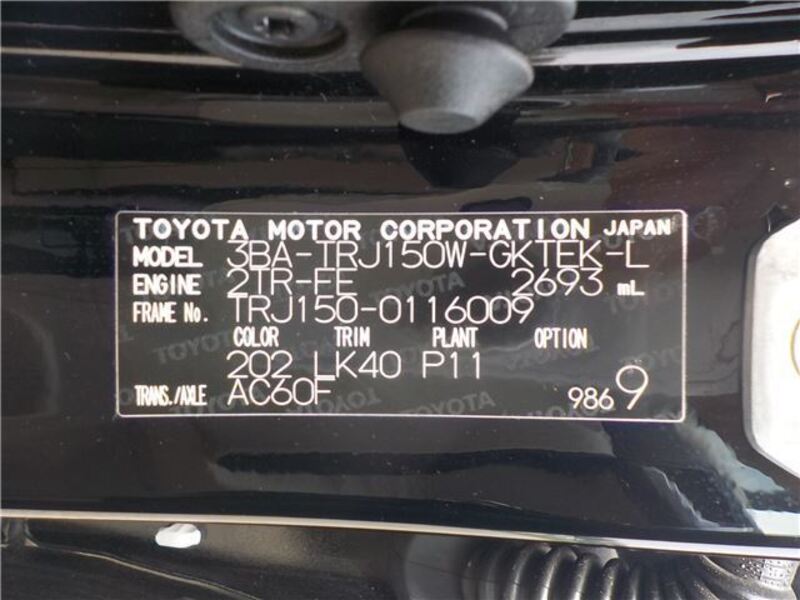 TOYOTA MOTOR CORPORATION JAPAN
MODEL 3BA-TRJ150W-GKTEK-L
ENGINE 2TR-FE 2693 mL
FRAME No. TRJ150-0116009
COLOR TRIM PLANT OPTION
202 LK40 P11
TRANS./AXLE AC60F 986 9